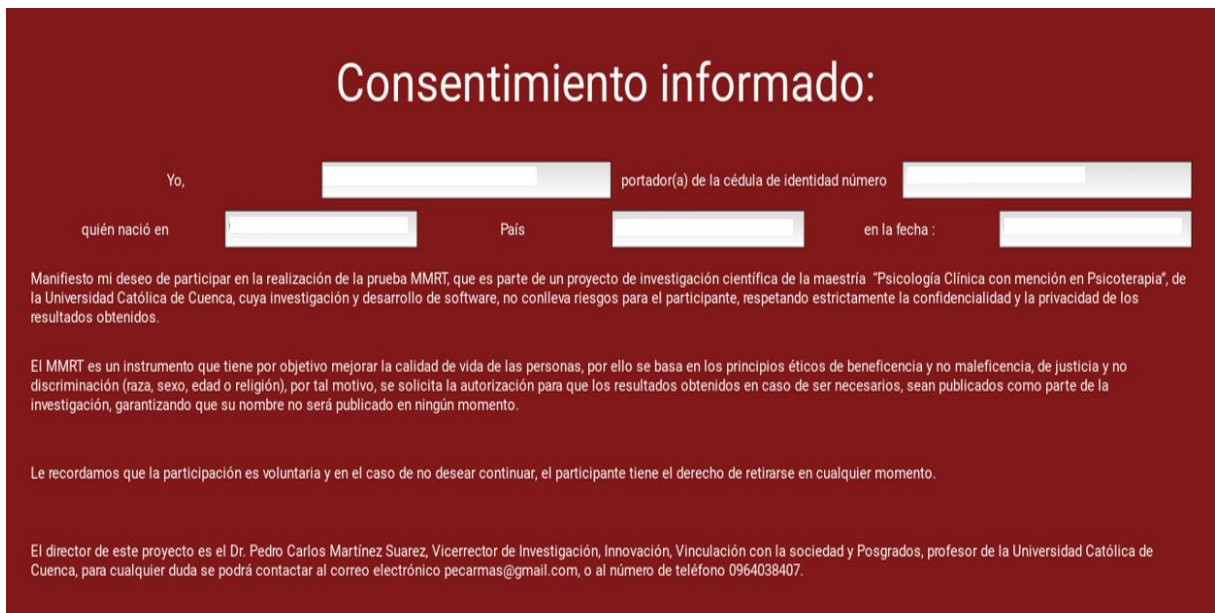 Consentimiento informado:
Yo, portador(a) de la cédula de identidad número
quién nació en País en la fecha :
Manifiesto mi deseo de participar en la realización de la prueba MMRT, que es parte de un proyecto de investigación científica de la maestría “Psicología Clínica con mención en Psicoterapia”, de
la Universidad Católica de Cuenca, cuya investigación y desarrollo de software, no conlleva riesgos para el participante, respetando estrictamente la confidencialidad y la privacidad de los
resultados obtenidos.
El MMRT es un instrumento que tiene por objetivo mejorar la calidad de vida de las personas, por ello se basa en los principios éticos de beneficencia y no maleficencia, de justicia y no
discriminación (raza, sexo, edad o religión), por tal motivo, se solicita la autorización para que los resultados obtenidos en caso de ser necesarios, sean publicados como parte de la
investigación, garantizando que su nombre no será publicado en ningún momento.
Le recordamos que la participación es voluntaria y en el caso de no desear continuar, el participante tiene el derecho de retirarse en cualquier momento.
El director de este proyecto es el Dr. Pedro Carlos Martínez Suarez, Vicerrector de Investigación, Innovación, Vinculación con la sociedad y Posgrados, profesor de la Universidad Católica de
Cuenca, para cualquier duda se podrá contactar al correo electrónico pecarmas@gmail.com, o al número de teléfono 0964038407.